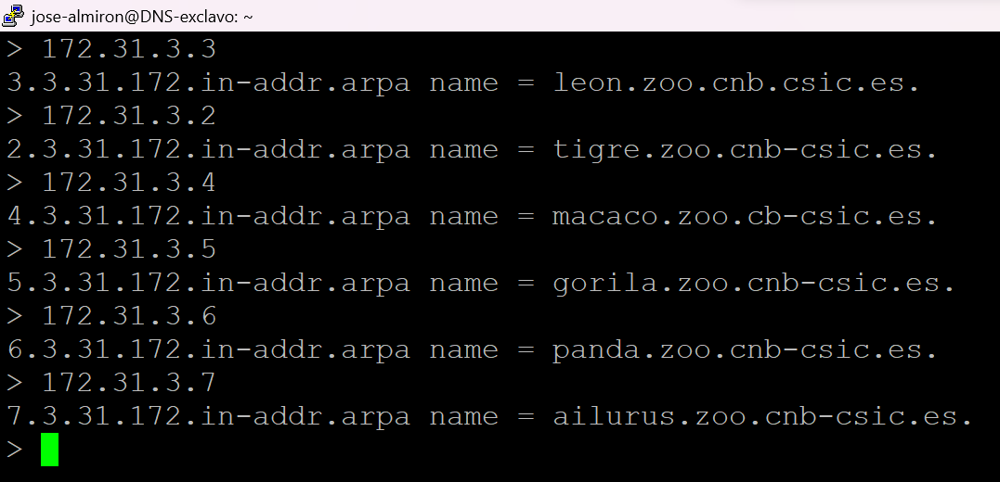 jose-almiron@DNS-exclavo: ~
> 172.31.3.3
3.3.31.172.in-addr.arpa name = leon.zoo.cnb.csic.es.
> 172.31.3.2
2.3.31.172.in-addr.arpa name = tigre.zoo.cnb-csic.es.
> 172.31.3.4
4.3.31.172.in-addr.arpa name = macaco.zoo.cb-csic.es.
> 172.31.3.5
5.3.31.172.in-addr.arpa name = gorila.zoo.cnb-csic.es.
> 172.31.3.6
6.3.31.172.in-addr.arpa name = panda.zoo.cnb-csic.es.
> 172.31.3.7
7.3.31.172.in-addr.arpa name = ailurus.zoo.cnb-csic.es.
>